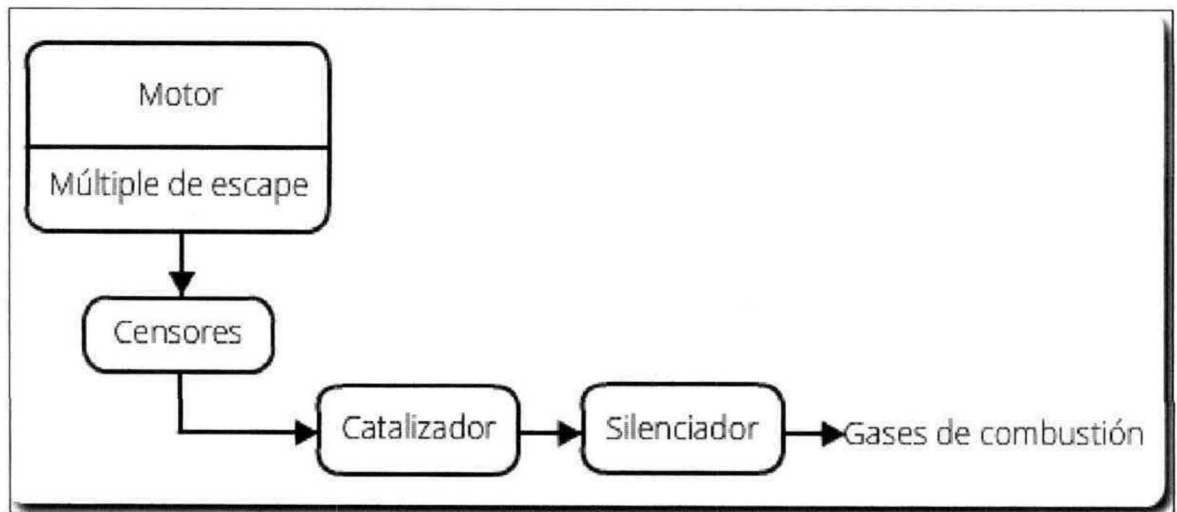 Motor
Múltiple de escape
Censores
Catalizador
Silenciador
Gases de combustión